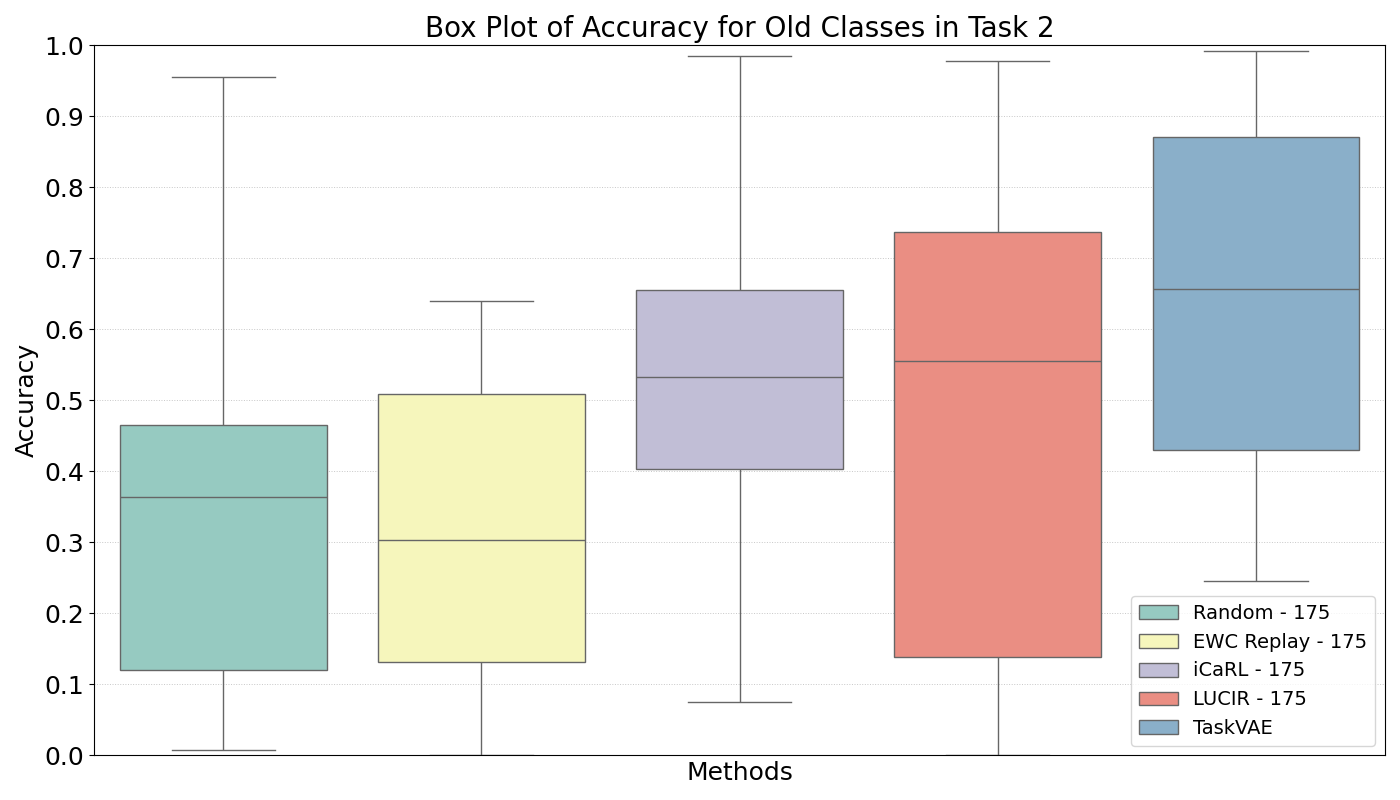 Box Plot of Accuracy for Old Classes in Task 2
1.0
0.9
0.8
0.7
0.6
0.5
0.4
0.3
0.2
0.1
0.0
Accuracy
Methods
Random - 175
EWC Replay - 175
iCaRL - 175
LUCIR - 175
TaskVAE